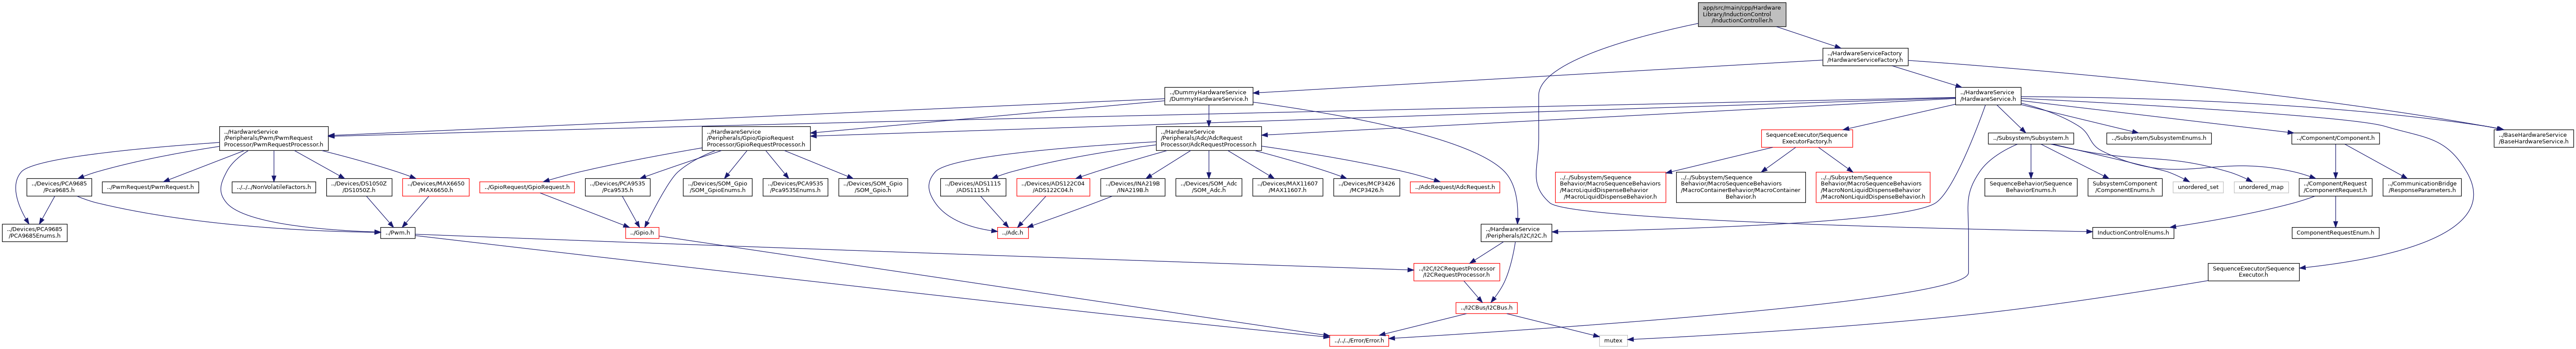 app/src/main/cpp/Hardware
Library/InductionControl
/InductionController.h
../HardwareServiceFactory
/HardwareServiceFactory.h
../DummyHardwareService
/DummyHardwareService.h
../HardwareService
/HardwareService.h
../HardwareService
/Peripherals/Pwm/PwmRequest
Processor/PwmRequestProcessor.h
../HardwareService
/Peripherals/Gpio/GpioRequest
Processor/GpioRequestProcessor.h
../HardwareService
/Peripherals/Adc/AdcRequest
Processor/AdcRequestProcessor.h
SequenceExecutor/Sequence
ExecutorFactory.h
../Subsystem/Subsystem.h
../Subsystem/SubsystemEnums.h
../Component/Component.h
../BaseHardwareService
/BaseHardwareService.h
../Devices/PCA9685
/Pca9685.h
../PwmRequest/PwmRequest.h
../../../NonVolatileFactors.h
../Devices/DS1050Z
/DS1050Z.h
../Devices/MAX6650
/MAX6650.h
../GpioRequest/GpioRequest.h
../Devices/PCA9535
/Pca9535.h
../Devices/SOM_Gpio
/SOM_GpioEnums.h
../Devices/PCA9535
/Pca9535Enums.h
../Devices/SOM_Gpio
/SOM_Gpio.h
../Devices/ADS1115
/ADS1115.h
../Devices/ADS122C04
/ADS122C04.h
../Devices/INA219B
/INA219B.h
../Devices/SOM_Adc
/SOM_Adc.h
../Devices/MAX11607
/MAX11607.h
../Devices/MCP3426
/MCP3426.h
../AdcRequest/AdcRequest.h
../../Subsystem/Sequence
Behavior/MacroSequenceBehaviors
/MacroLiquidDispenseBehavior
/MacroLiquidDispenseBehavior.h
../../Subsystem/Sequence
Behavior/MacroSequenceBehaviors
/MacroContainerBehavior/MacroContainer
Behavior.h
../../Subsystem/Sequence
Behavior/MacroSequenceBehaviors
/MacroNonLiquidDispenseBehavior
/MacroNonLiquidDispenseBehavior.h
SequenceBehavior/Sequence
BehaviorEnums.h
SubsystemComponent
/ComponentEnums.h
unordered_set
unordered_map
../Component/Request
/ComponentRequest.h
../CommunicationBridge
/ResponseParameters.h
../Devices/PCA9685
/PCA9685Enums.h
../Pwm.h
../Gpio.h
../Adc.h
../HardwareService
/Peripherals/I2C/I2C.h
InductionControlEnums.h
ComponentRequestEnum.h
../I2C/I2CRequestProcessor
/I2CRequestProcessor.h
SequenceExecutor/Sequence
Executor.h
../I2CBus/I2CBus.h
../../../Error/Error.h
mutex